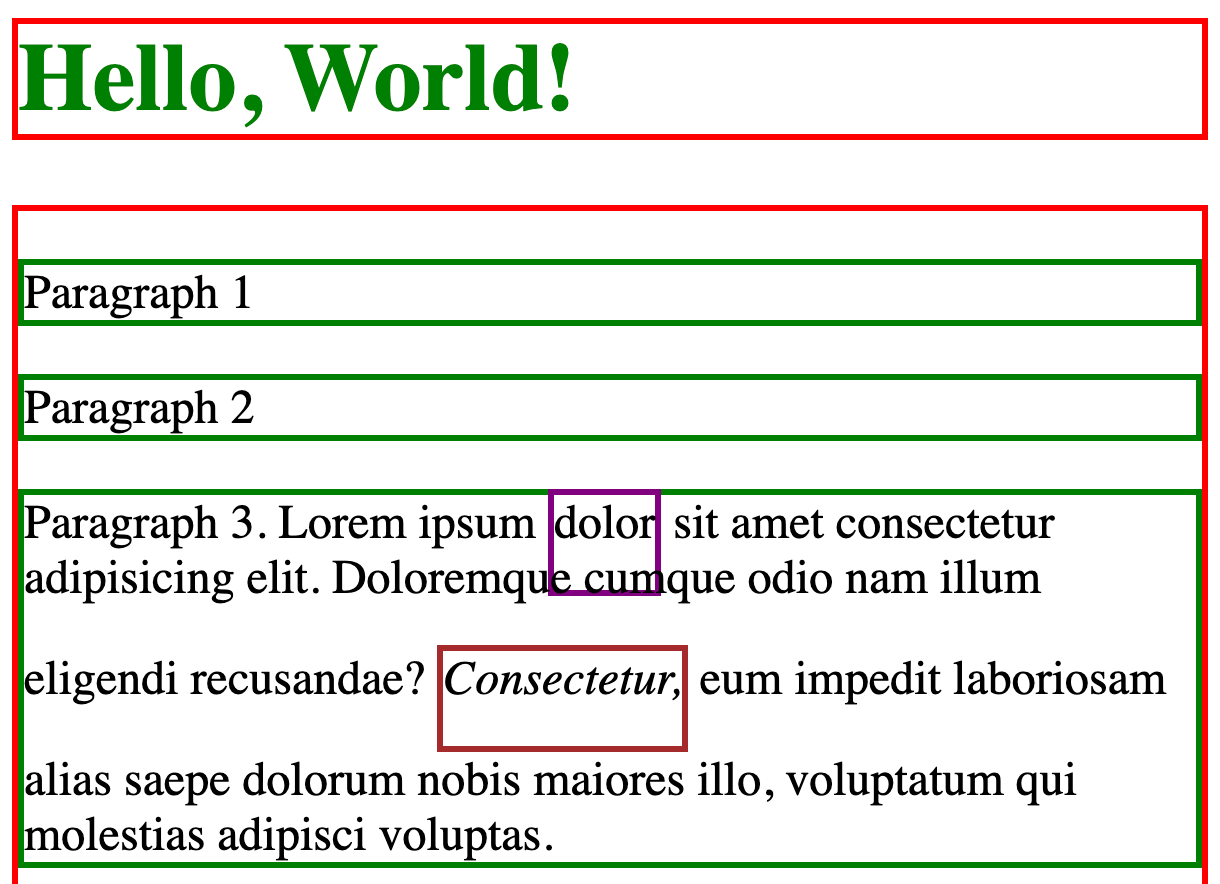 Hello, World!
Paragraph 1
Paragraph 2
Paragraph 3. Lorem ipsum dolor sit amet consectetur
adipisicing elit. Doloremque cumque odio nam illum
eligendi recusandae? Consectetur, eum impedit laboriosam
alias saepe dolorum nobis maiores illo, voluptatum qui
molestias adipisci voluptas.